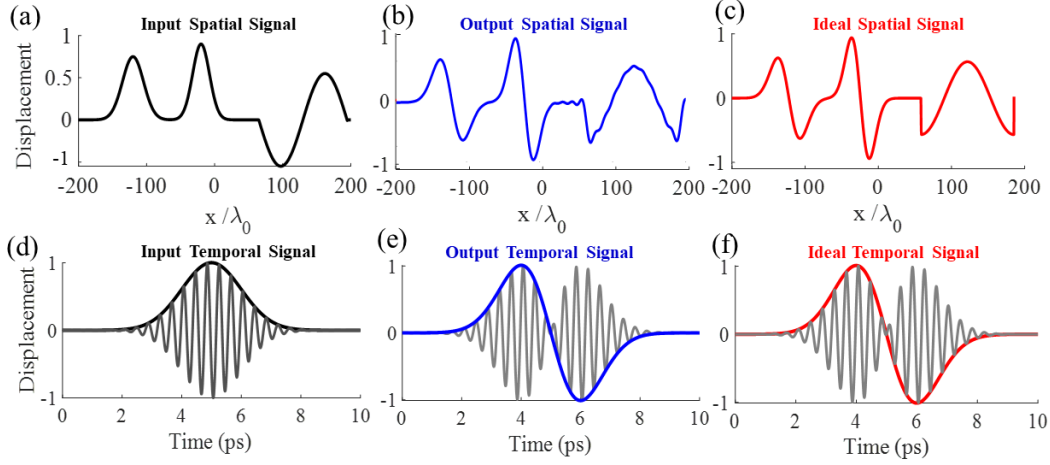 (a) Input Spatial Signal
(b) Output Spatial Signal
(c) Ideal Spatial Signal
Displacement
1
0.5
0
-1
-200 -100 0 100 200
x /λ0
1
0
-1
-200 -100 0 100 200
x /λ0
1
0
-1
-200 -100 0 100 200
x /λ0
(d) Input Temporal Signal
(e) Output Temporal Signal
(f) Ideal Temporal Signal
Displacement
1
0
-1
0 2 4 6 8 10
Time (ps)
1
0
-1
0 2 4 6 8 10
Time (ps)
1
0
-1
0 2 4 6 8 10
Time (ps)